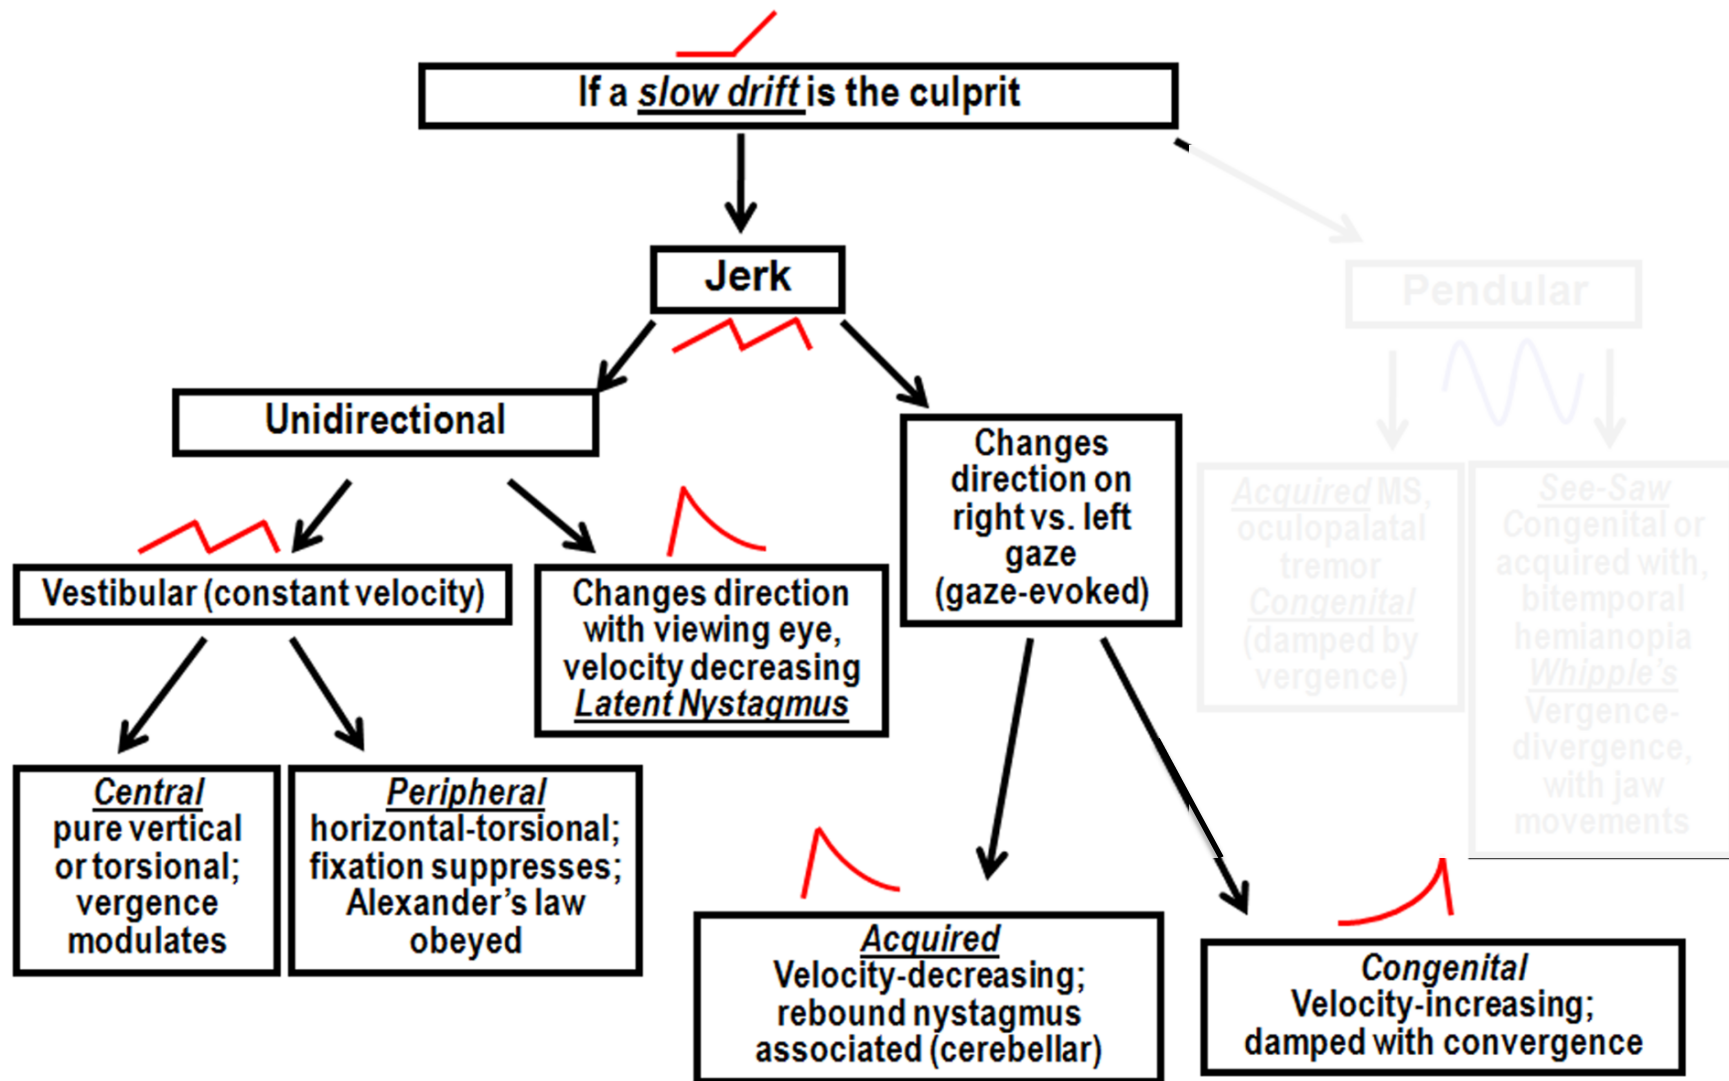 If a slow drift is the culprit
Jerk
Pendular
Unidirectional
Changes
direction on
right vs. left
gaze
(gaze-evoked)
Acquired MS,
oculopalatal
tremor
Congenital
(damped by
vergence)
See-Saw
Congenital or
acquired with,
bitemporal
hemianopia
Whipple's
Vergence-
divergence,
with jaw
movements
Vestibular (constant velocity)
Changes direction
with viewing eye,
velocity decreasing
Latent Nystagmus
Central
pure vertical
or torsional;
vergence
modulates
Peripheral
horizontal-torsional;
fixation suppresses;
Alexander's law
obeyed
Acquired
Velocity-decreasing;
rebound nystagmus
associated (cerebellar)
Congenital
Velocity-increasing;
damped with convergence